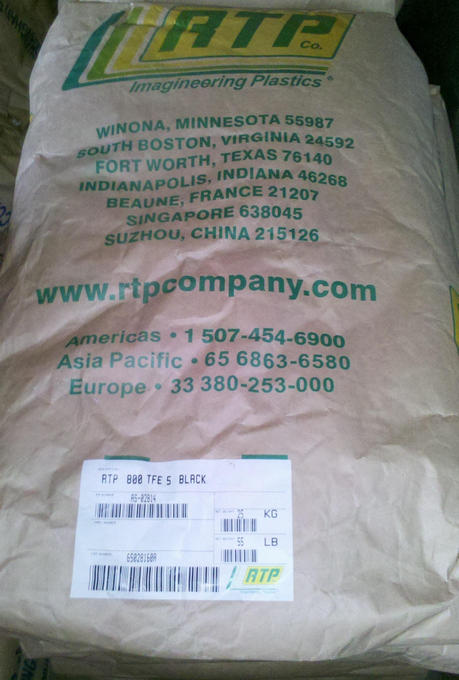 RTP Co.
Imagineering Plastics®
WINONA, MINNESOTA 55987
SOUTH BOSTON, VIRGINIA 24592
FORT WORTH, TEXAS 76140
INDIANAPOLIS, INDIANA 46268
BEAUNE, FRANCE 21207
SINGAPORE 638045
SUZHOU, CHINA 215126
www.rtpcompany.com
Americas • 1 507-454-6900
Asia Pacific • 65 6863-6580
Europe • 33 380-253-000
RTP 800 TFE 5 BLACK
25 KG
55 LB
RTP
Imagineering Plastics